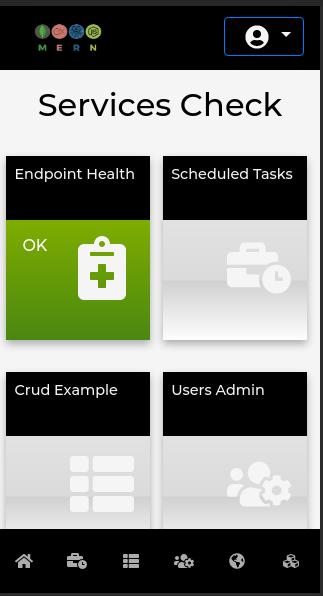 M E R N
Services Check
Endpoint Health
Scheduled Tasks
OK
Crud Example
Users Admin